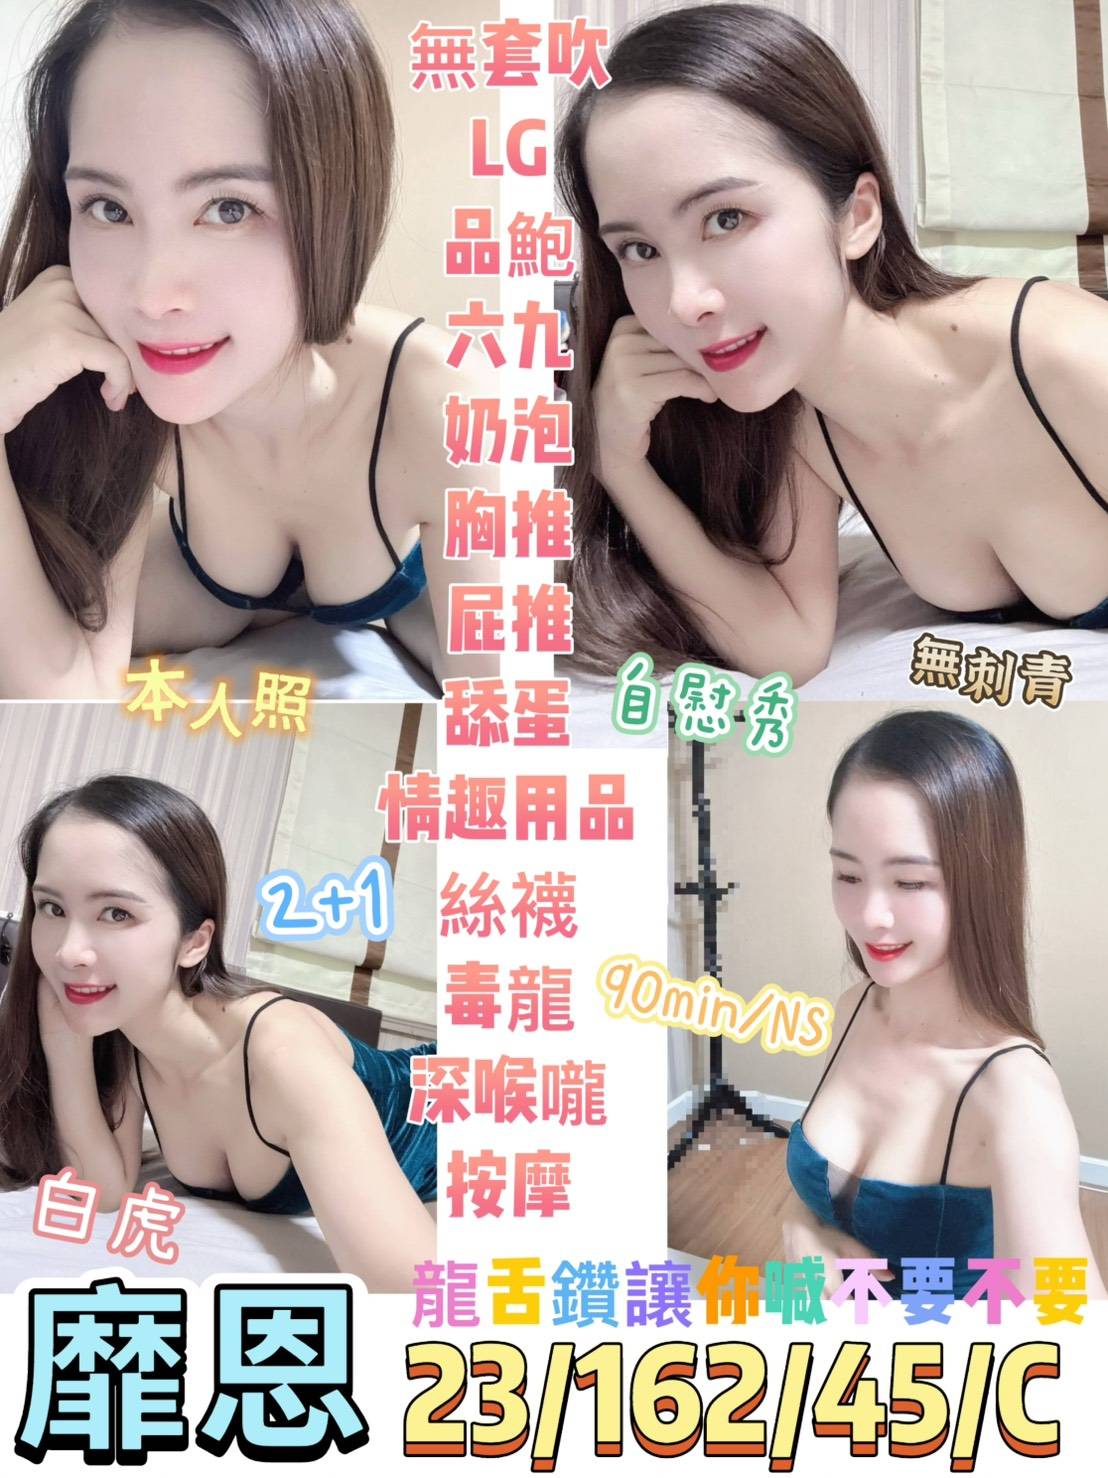 無套吹
LG
品鮑
六九
奶泡
胸推
屁推
舔蛋
情趣用品
絲襪
毒龍
深喉嚨
按摩
本人照
自慰秀
無刺青
2+1
90min/NS
白虎
龍舌鑽讓你喊不要不要
靡恩
23/162/45/C